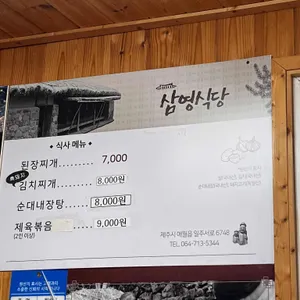 삼영식당
• 식사 메뉴 •
된장찌개......... 7,000
흑돼지
김치찌개......... 8,000원
순대내장탕...... 8,000원
제육볶음 9,000원
(2인 이상)
제주시 애월읍 일주서로 6748
TEL. 064-713-5344